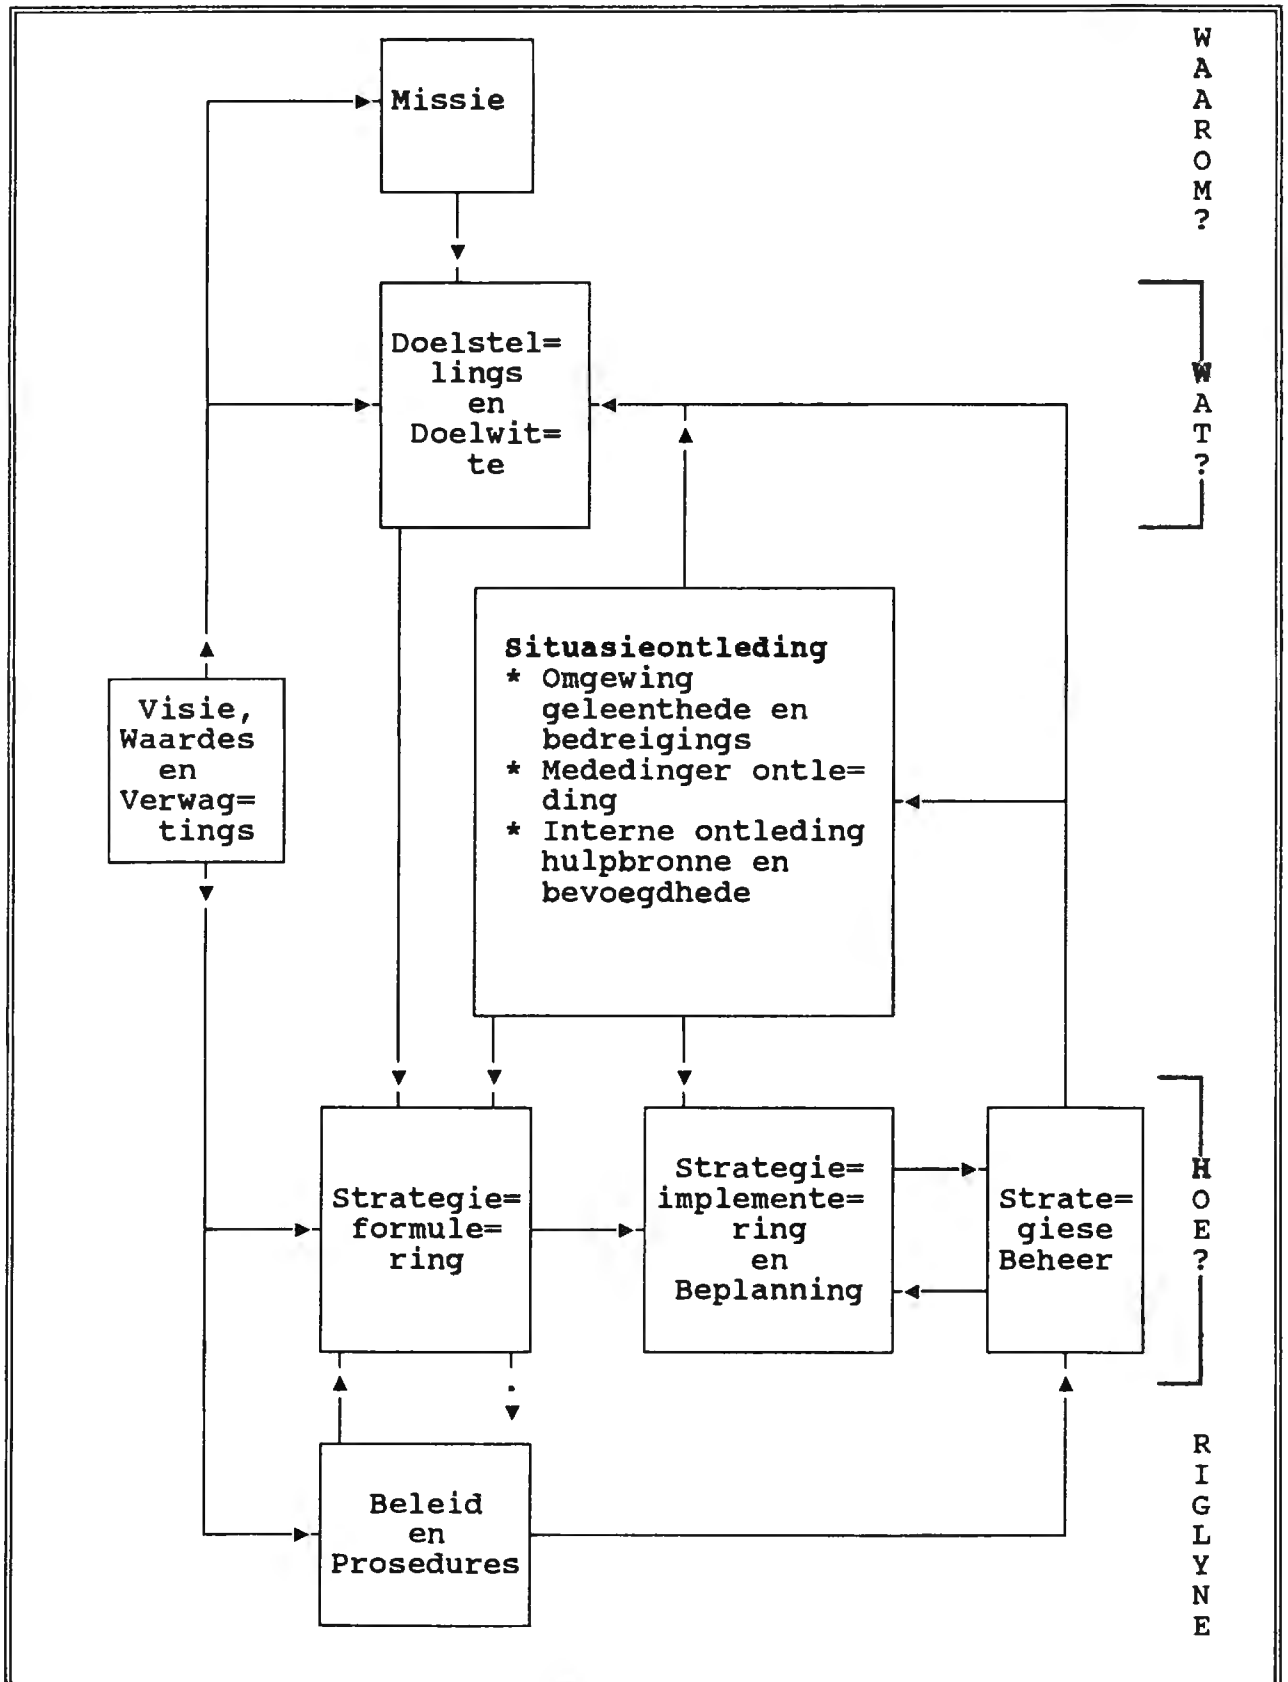 Missie
WAAROM?
Doelstel=
lings
en
Doelwit=
te
WAT?
Situasieontleding
* Omgewing
geleenthede en
bedreigings
* Mededinger ontle=
ding
* Interne ontleding
hulpbronne en
bevoegdhede
Visie,
Waardes
en
Verwag=
tings
Strategie=
formule=
ring
Strategie=
implemente=
ring
en
Beplanning
Strate=
giese
Beheer
HOE?
Beleid
en
Prosedures
RIGLYNE